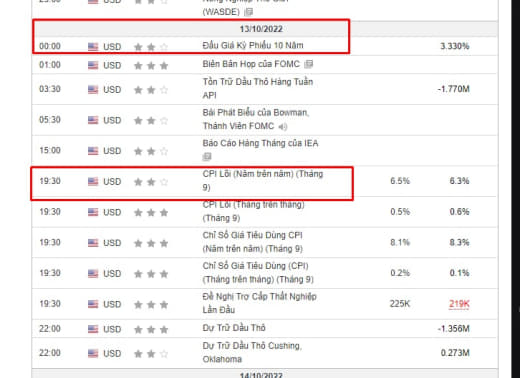 (WASDE)
13/10/2022
00:00 USD Đấu Giá Kỳ Phiếu 10 Năm 3.330%
01:00 USD Biên Bản Họp của FOMC
03:30 USD Tồn Trữ Dầu Thô Hàng Tuần -1.770M
API
05:30 USD Bài Phát Biểu của Bowman,
Thành Viên FOMC
15:00 USD Báo Cáo Hàng Tháng của IEA
19:30 USD CPI Lõi (Năm trên năm) (Tháng 6.5% 6.3%
9)
19:30 USD CPI Lõi (Tháng trên tháng) 0.5% 0.6%
(Tháng 9)
19:30 USD Chỉ Số Giá Tiêu Dùng CPI 8.1% 8.3%
(Năm trên năm) (Tháng 9)
19:30 USD Chỉ Số Giá Tiêu Dùng (CPI) 0.2% 0.1%
(Tháng trên tháng) (Tháng 9)
19:30 USD Đề Nghị Trợ Cấp Thất Nghiệp 225K 219K
Lần Đầu
22:00 USD Dự Trữ Dầu Thô -1.356M
22:00 USD Dự Trữ Dầu Thô Cushing, 0.273M
Oklahoma
14/10/2022